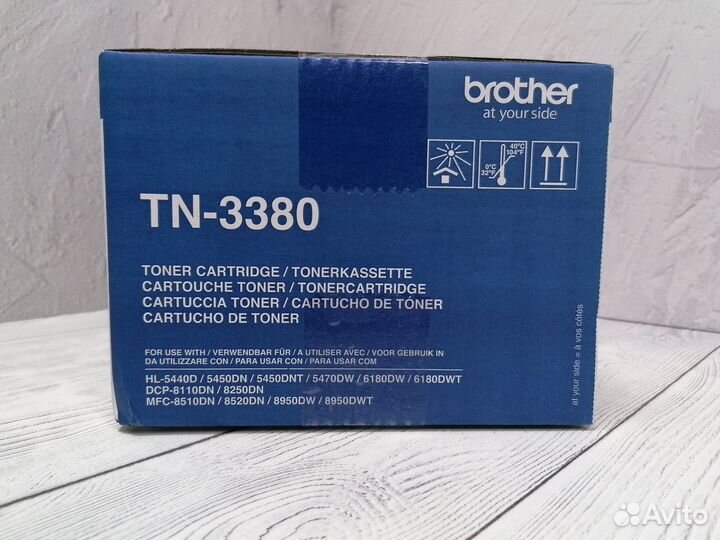 brother
at your side
40°C
104°F
0°C
32°F
TN-3380
TONER CARTRIDGE / TONERKASSETTE
CARTOUCHE TONER / TONERCARTRIDGE
CARTUCCIA TONER / CARTUCHO DE TÓNER
CARTUCHO DE TONER
FOR USE WITH / VERWENDBAR FÜR / A UTILISER AVEC / VOOR GEBRUIK IN
DA UTILIZZARE CON / PARA USAR COM / PARA USAR CON
HL-5440D / 5450DN / 5450DNT / 5470DW / 6180DW / 6180DWT
DCP-8110DN / 8250DN
MFC-8510DN / 8520DN / 8950DW / 8950DWT
at your side = à vos côtés
Avito